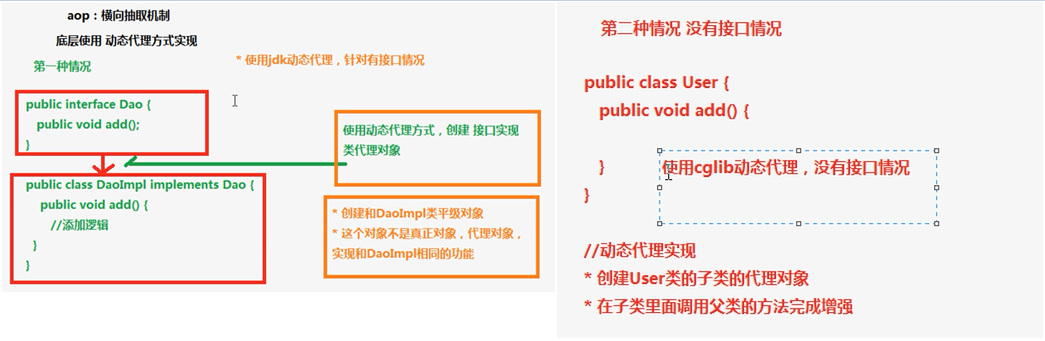 aop：横向抽取机制
底层使用 动态代理方式实现
第一种情况
* 使用jdk动态代理，针对有接口情况
public interface Dao {
public void add();
}
使用动态代理方式，创建 接口实现
类代理对象
public class DaoImpl implements Dao {
public void add() {
//添加逻辑
}
}
* 创建和DaoImpl类平级对象
* 这个对象不是真正对象，代理对象，
实现和DaoImpl相同的功能
第二种情况 没有接口情况
public class User {
public void add() {
} 使用cglib动态代理，没有接口情况
}
//动态代理实现
* 创建User类的子类的代理对象
* 在子类里面调用父类的方法完成增强